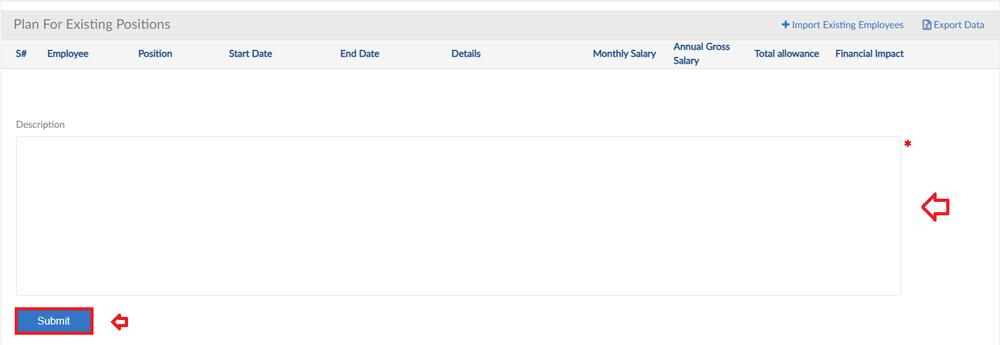 Plan For Existing Positions
Import Existing Employees
Export Data
S# Employee Position Start Date End Date Details Monthly Salary Annual Gross Salary Total allowance Financial Impact
Description
*
Submit